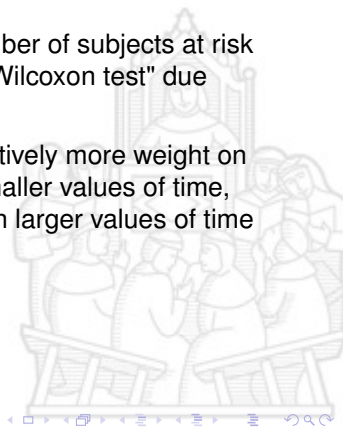 ber of subjects at risk
Wilcoxon test" due
tively more weight on
aller values of time,
n larger values of time